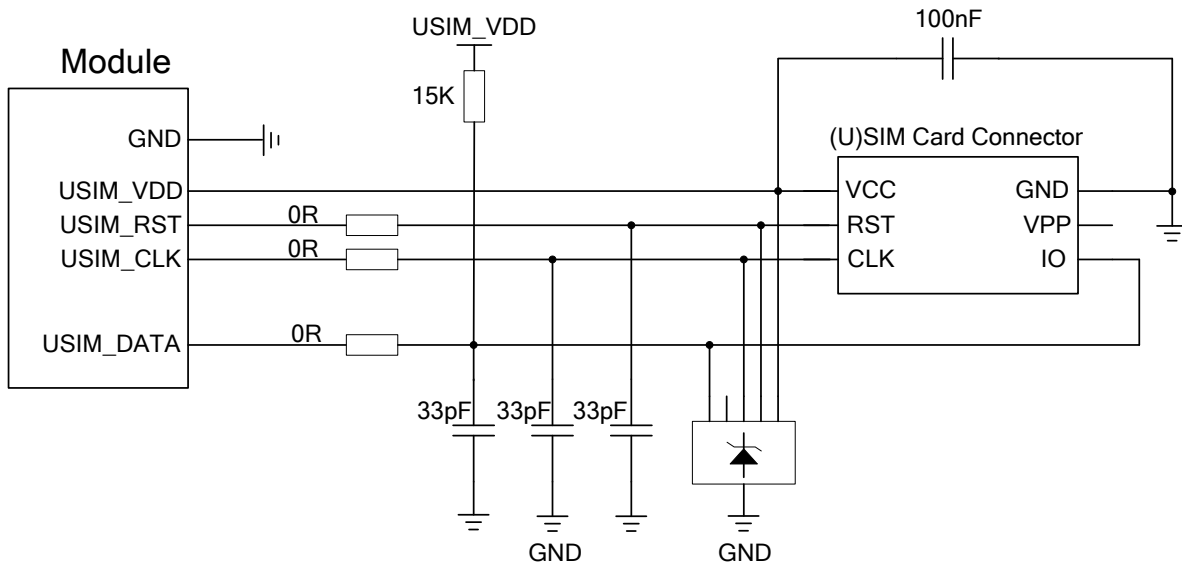 100nF
USIM_VDD
Module
15K
(U)SIM Card Connector
GND
USIM_VDD
USIM_RST
USIM_CLK
USIM_DATA
0R
0R
0R
VCC
RST
CLK
GND
VPP
IO
33pF
33pF
33pF
GND
GND